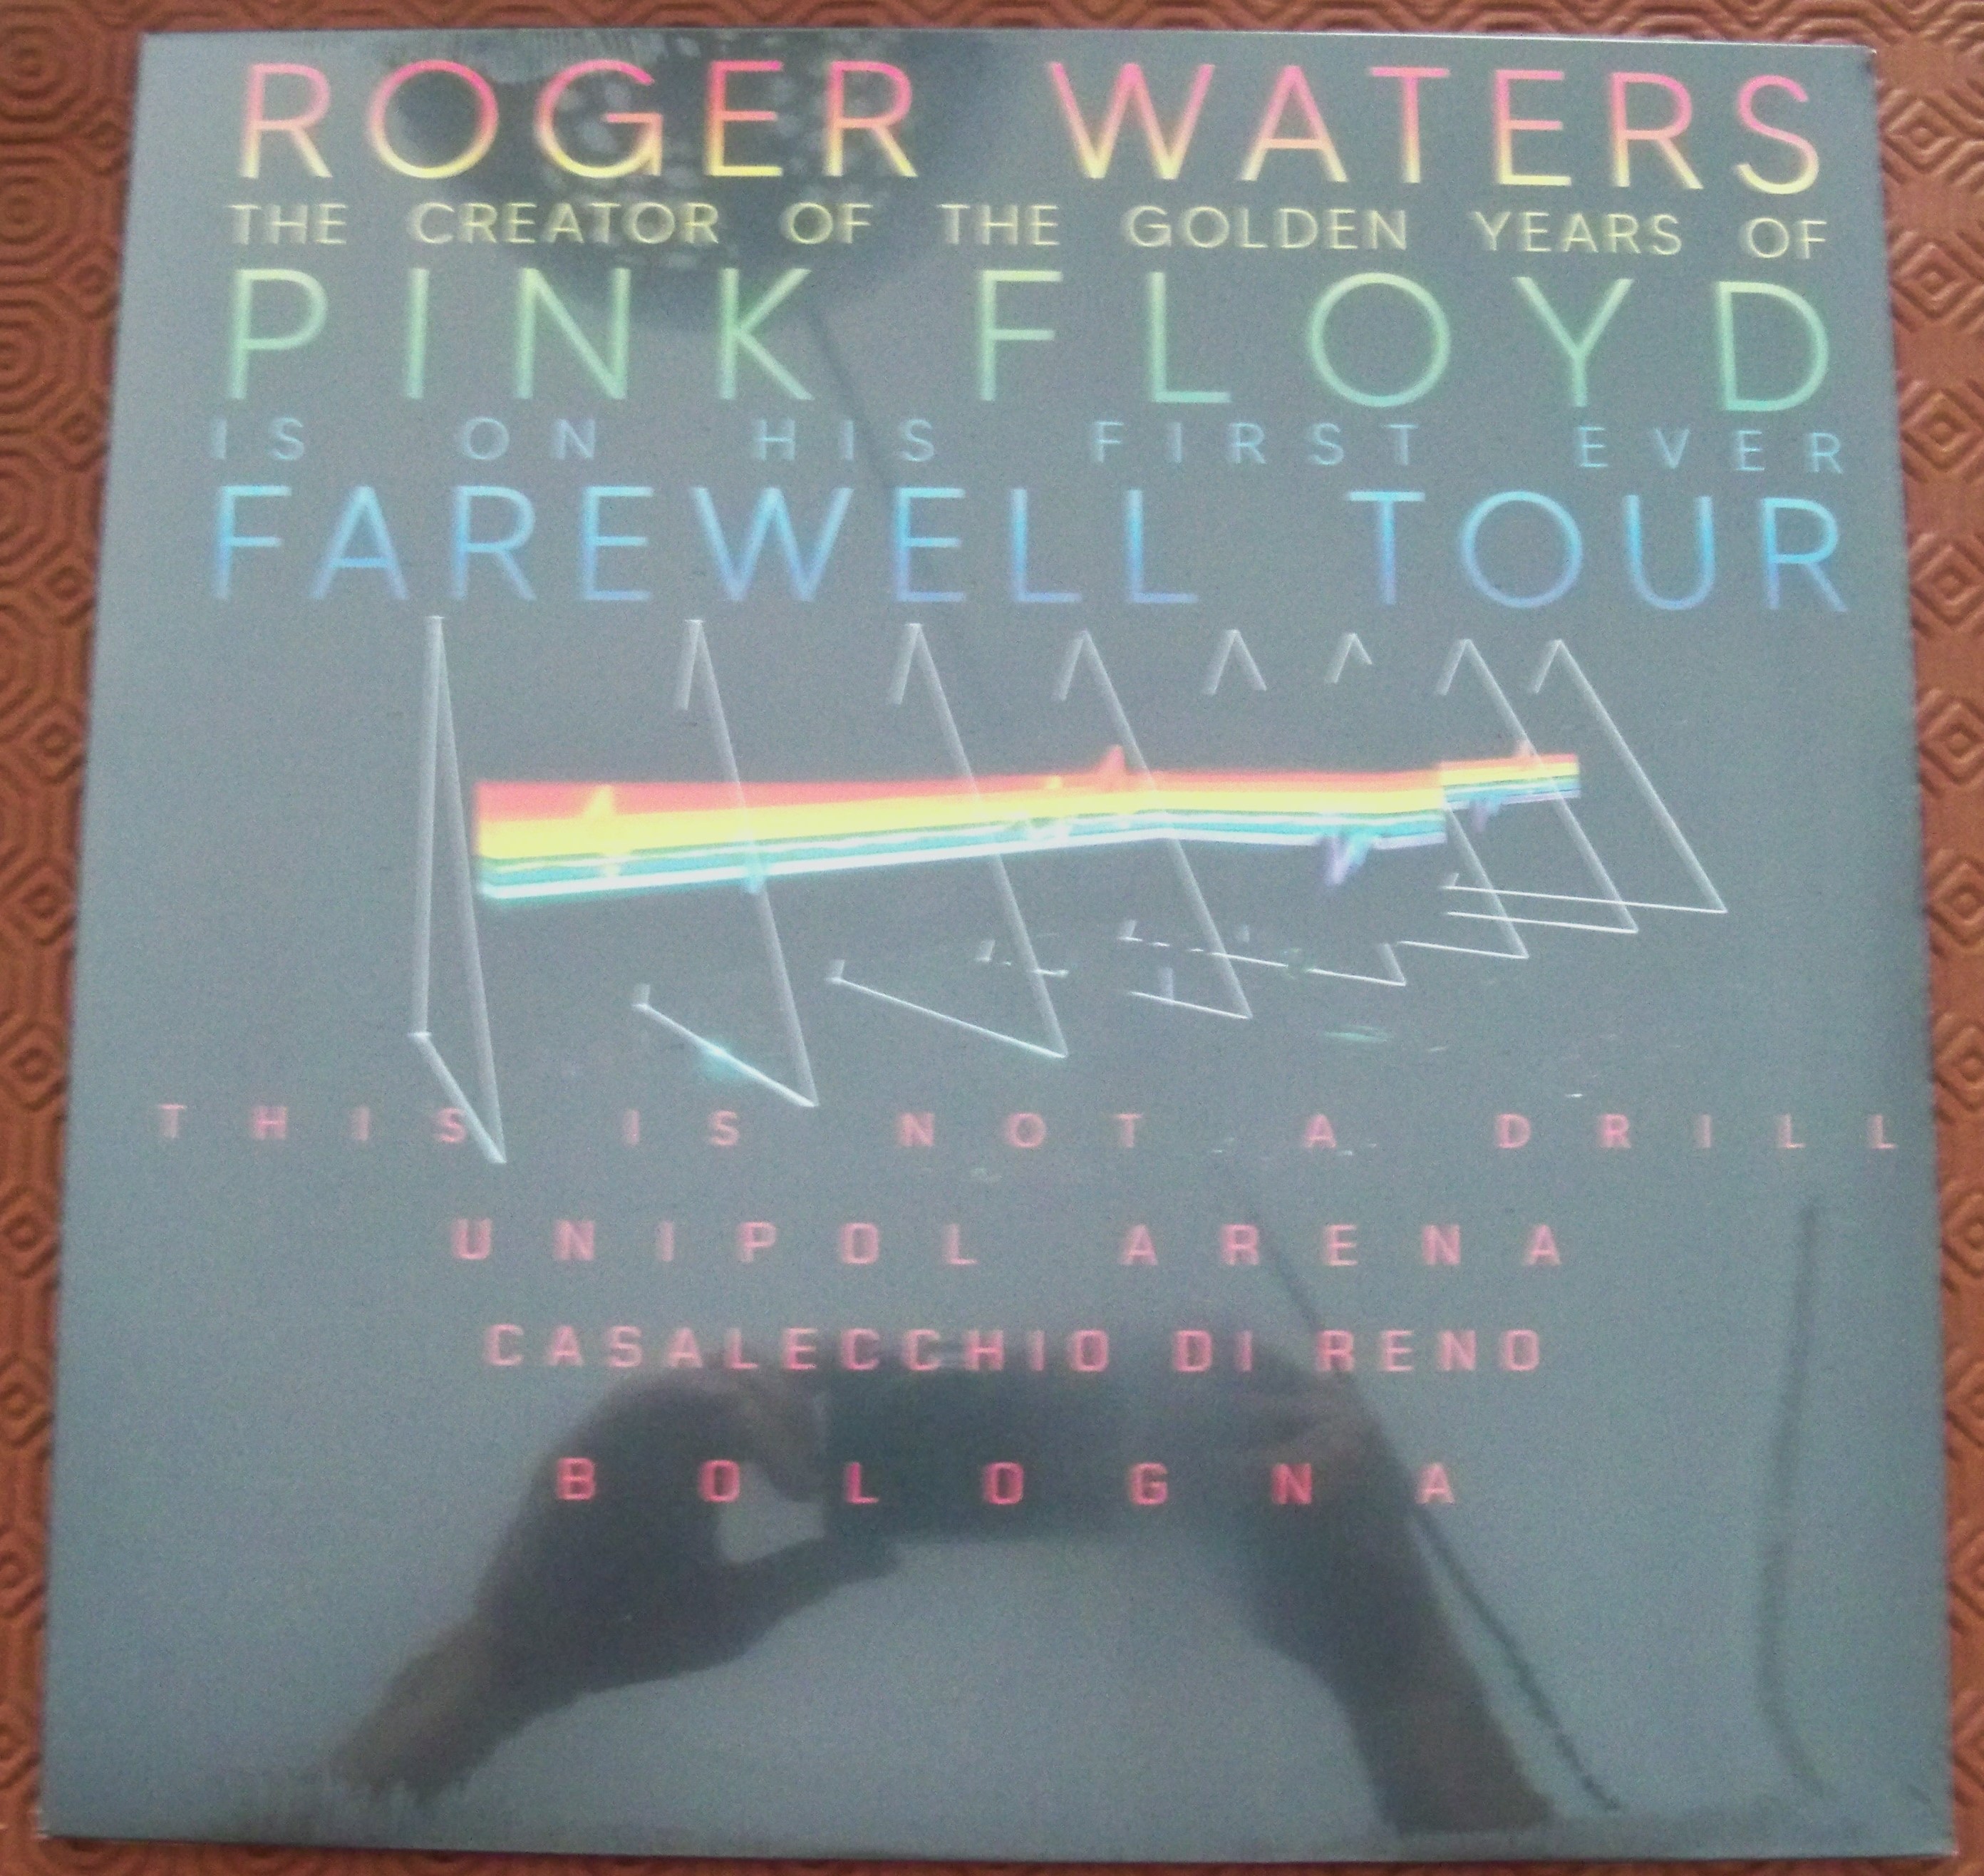 ROGER WATERS
THE CREATOR OF THE GOLDEN YEARS OF
PINK FLOYD
IS ON HIS FIRST EVER
FAREWELL TOUR
THIS IS NOT A DRILL
UNIPOL ARENA
CASALECCHIO DI RENO
BOLOGNA